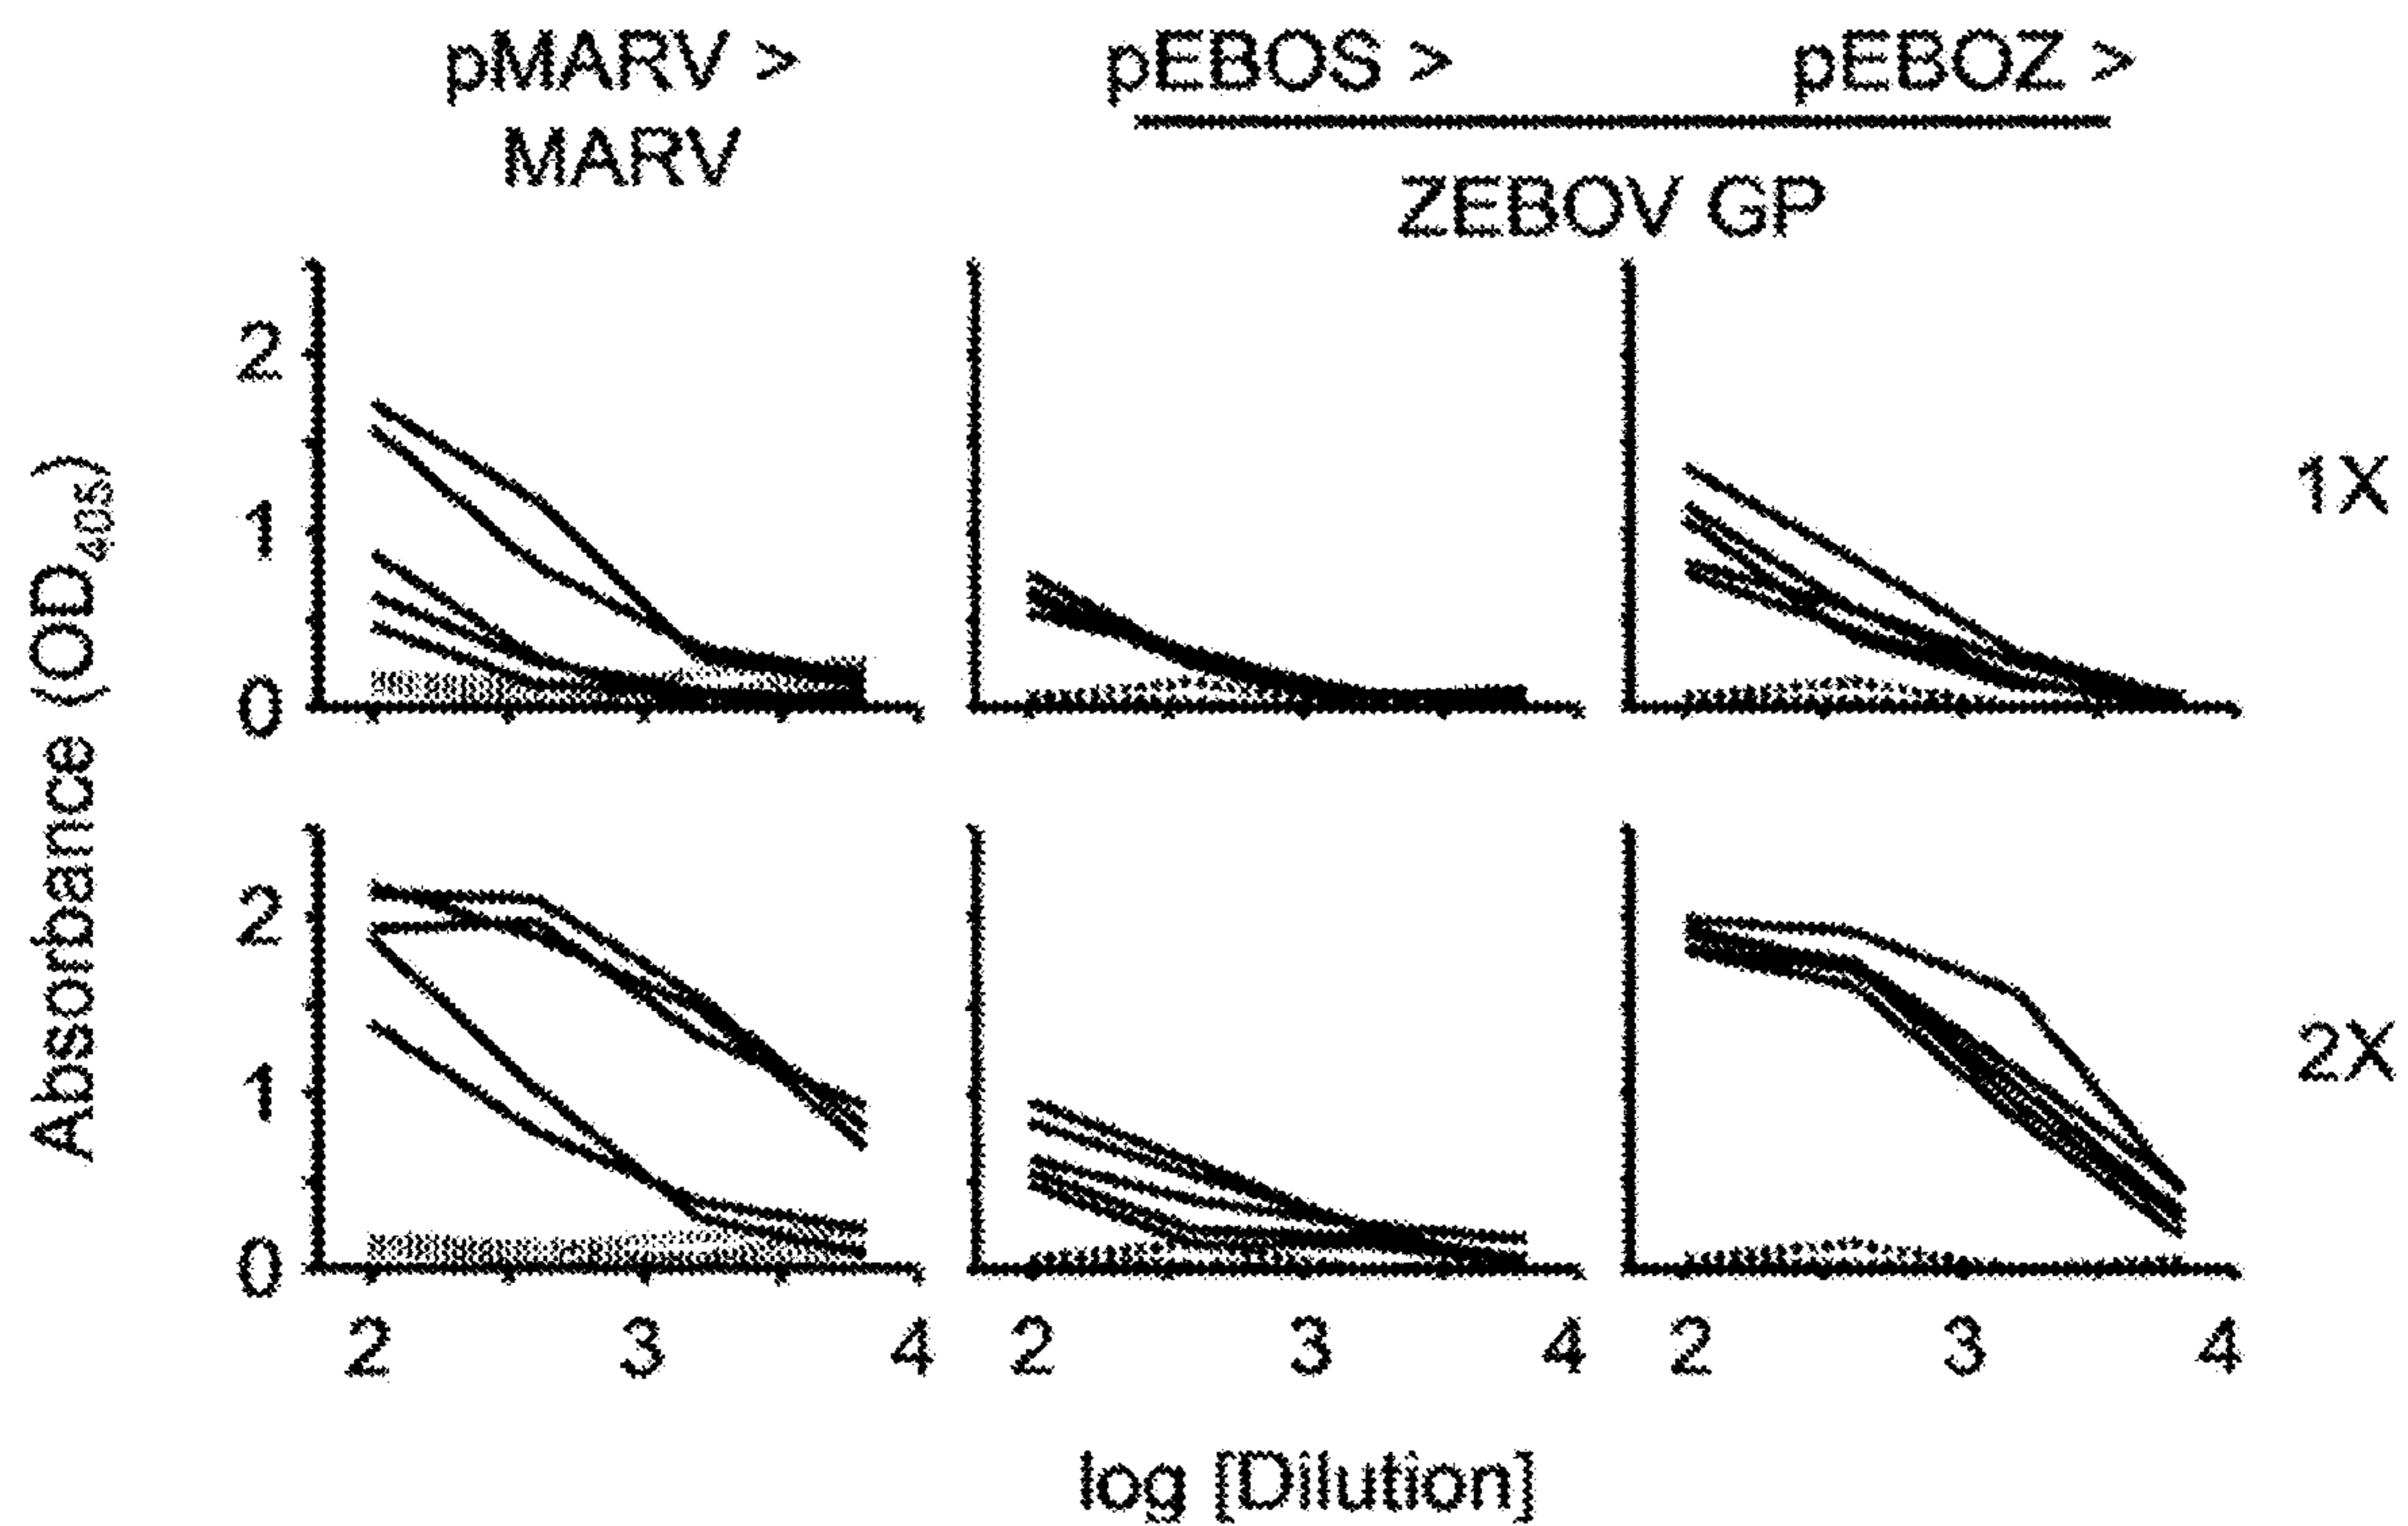 pMARV > pEBOS > pEBOZ >
MARV
ZEBOV GP
Absorbance (OD405)
2
1
0
1X
2
1
0
2X
2 3 4 2 3 4 2 3 4
log [Dilution]